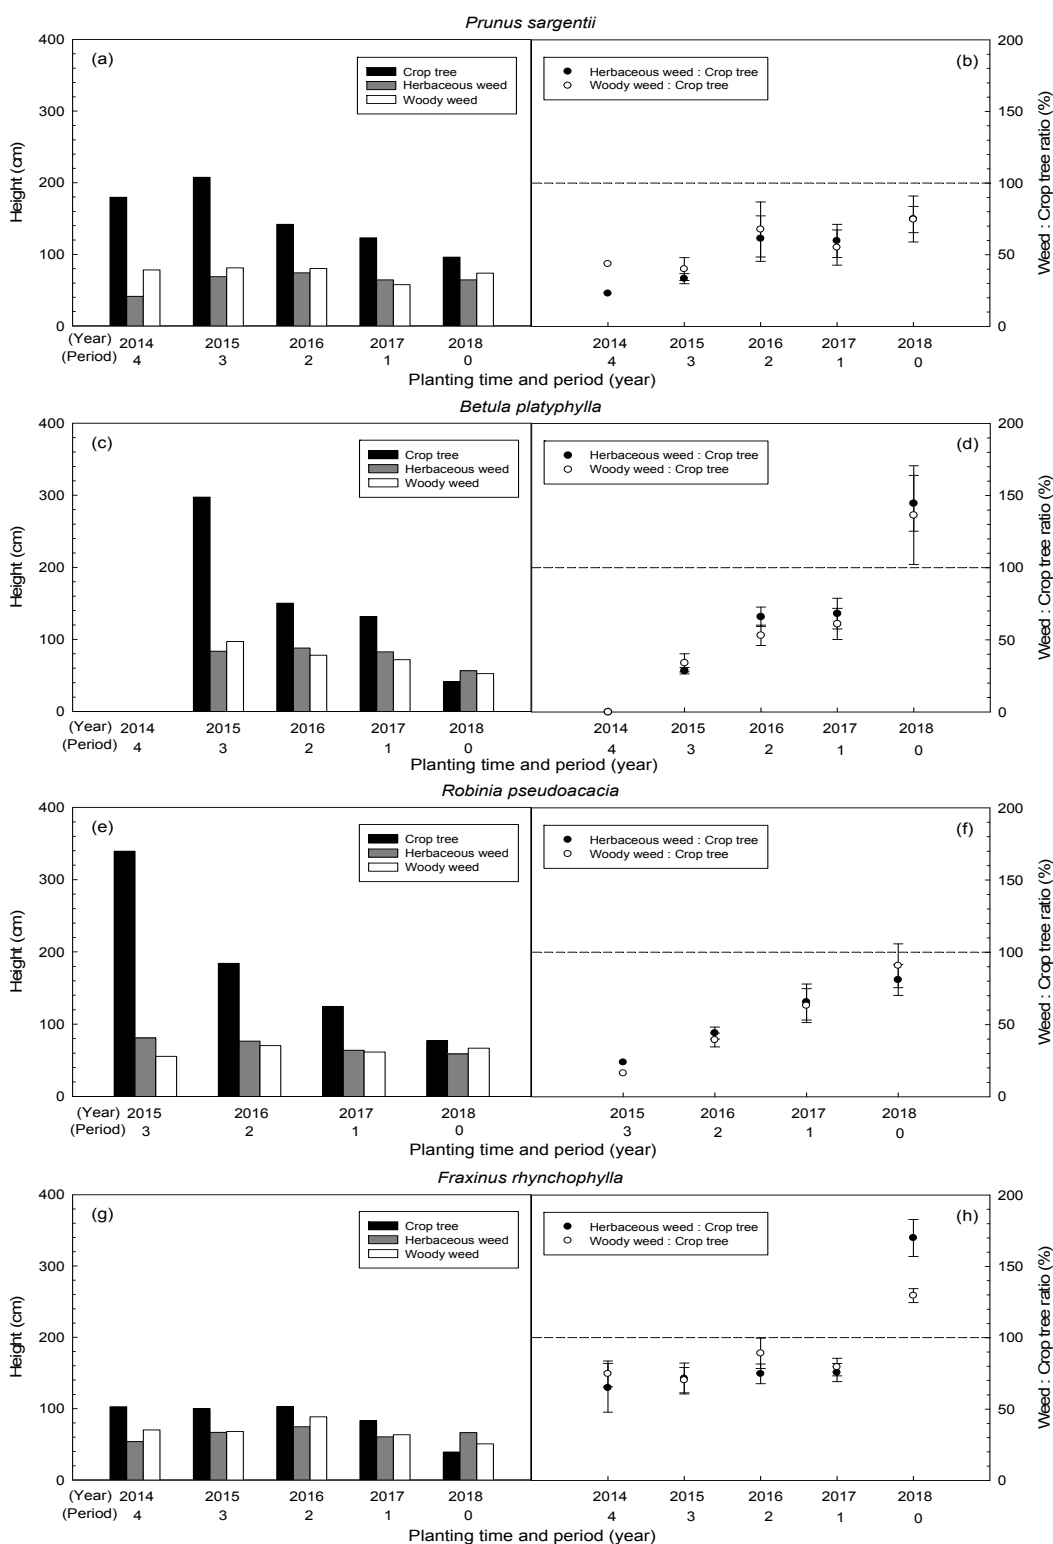 Prunus sargentii
(a)
Crop tree
Herbaceous weed
Woody weed
400
300
200
100
0
Height (cm)
(b)
Herbaceous weed : Crop tree
Woody weed : Crop tree
200
150
100
50
0
Weed : Crop tree ratio (%)
(Year) 2014 2015 2016 2017 2018 2014 2015 2016 2017 2018
(Period) 4 3 2 1 0 4 3 2 1 0
Planting time and period (year)
Betula platyphylla
(c)
Crop tree
Herbaceous weed
Woody weed
400
300
200
100
0
Height (cm)
(d)
Herbaceous weed : Crop tree
Woody weed : Crop tree
200
150
100
50
0
Weed : Crop tree ratio (%)
(Year) 2014 2015 2016 2017 2018 2014 2015 2016 2017 2018
(Period) 4 3 2 1 0 4 3 2 1 0
Planting time and period (year)
Robinia pseudoacacia
(e)
Crop tree
Herbaceous weed
Woody weed
400
300
200
100
0
Height (cm)
(f)
Herbaceous weed : Crop tree
Woody weed : Crop tree
200
150
100
50
0
Weed : Crop tree ratio (%)
(Year) 2015 2016 2017 2018 2015 2016 2017 2018
(Period) 3 2 1 0 3 2 1 0
Planting time and period (year)
Fraxinus rhynchophylla
(g)
Crop tree
Herbaceous weed
Woody weed
400
300
200
100
0
Height (cm)
(h)
Herbaceous weed : Crop tree
Woody weed : Crop tree
200
150
100
50
0
Weed : Crop tree ratio (%)
(Year) 2014 2015 2016 2017 2018 2014 2015 2016 2017 2018
(Period) 4 3 2 1 0 4 3 2 1 0
Planting time and period (year)